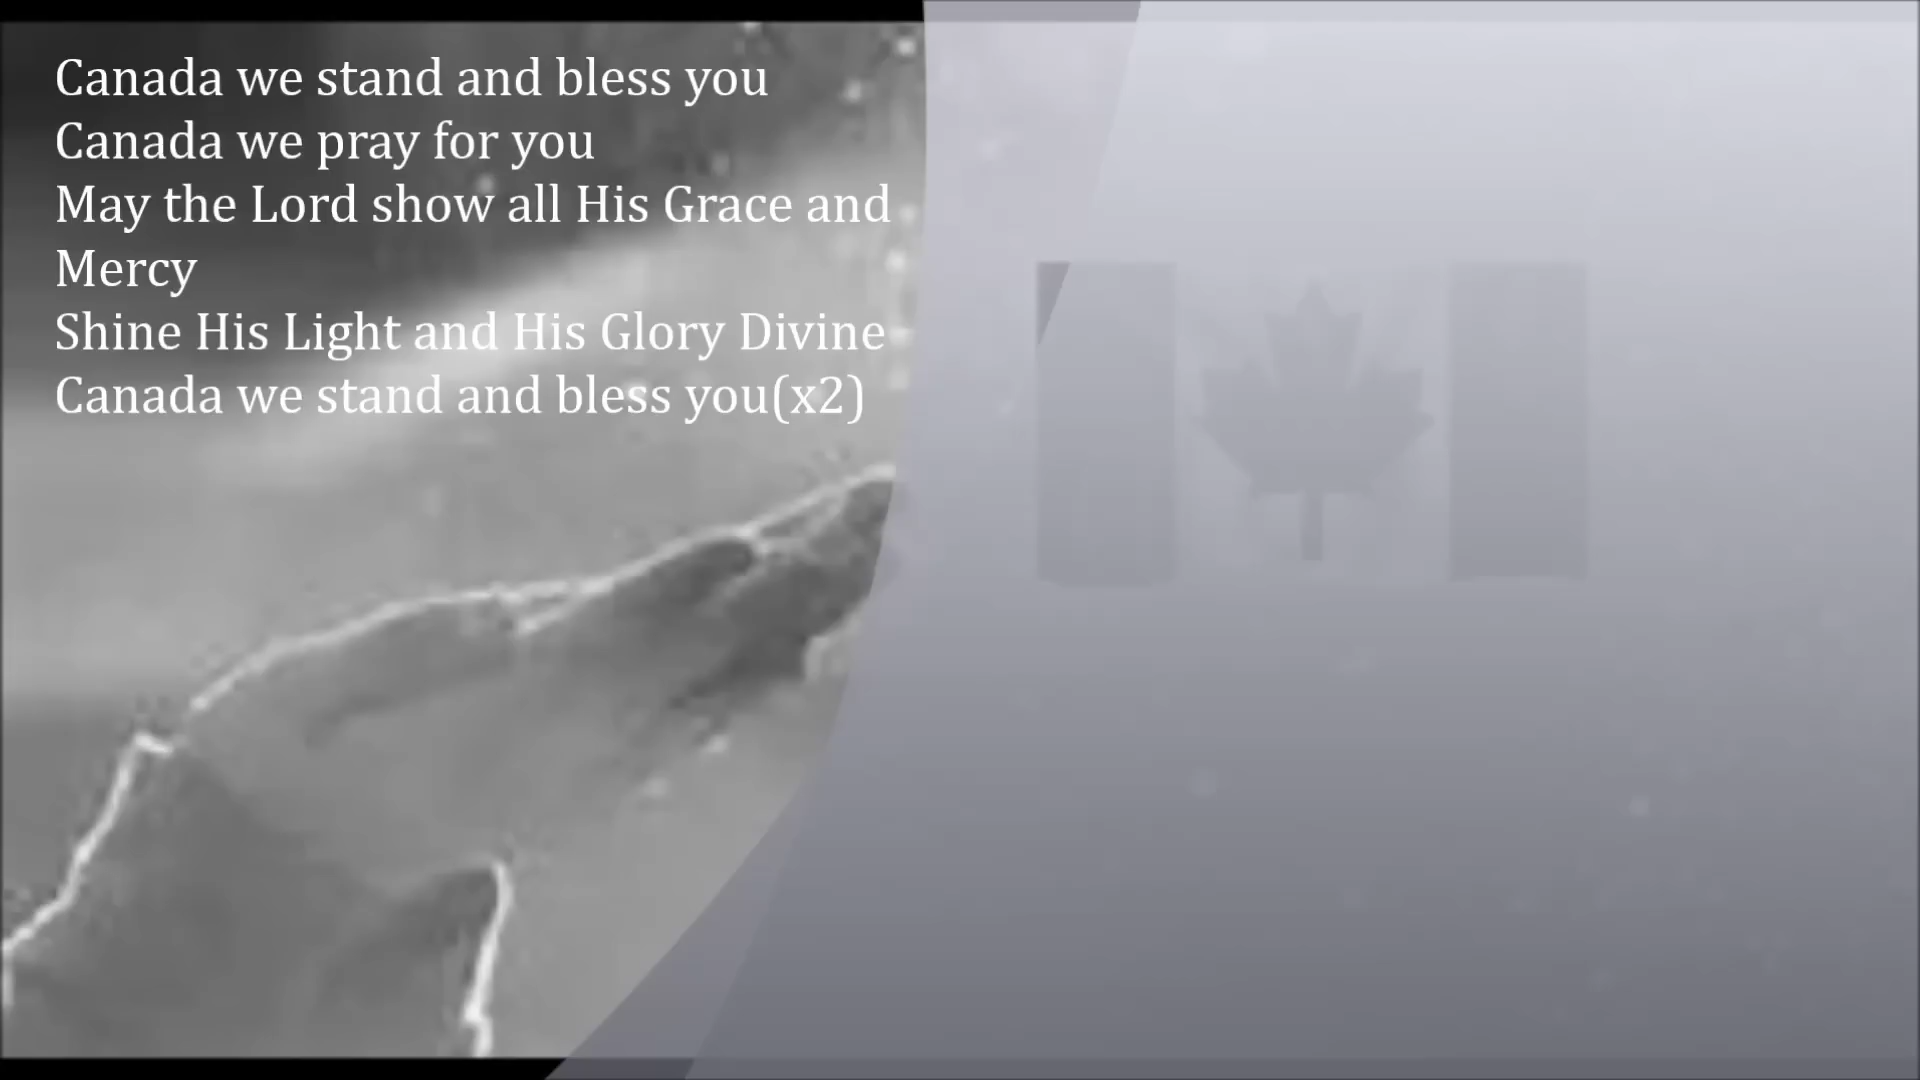 Canada we stand and bless you
Canada we pray for you
May the Lord show all His Grace and
Mercy
Shine His Light and His Glory Divine
Canada we stand and bless you(x2)